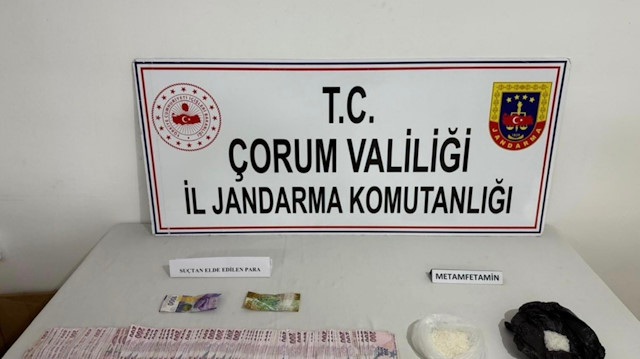 T.C.
ÇORUM VALİLİĞİ
İL JANDARMA KOMUTANLIĞI
JANDARMA
SUÇTAN ELDE EDİLEN PARA
METAMFETAMİN